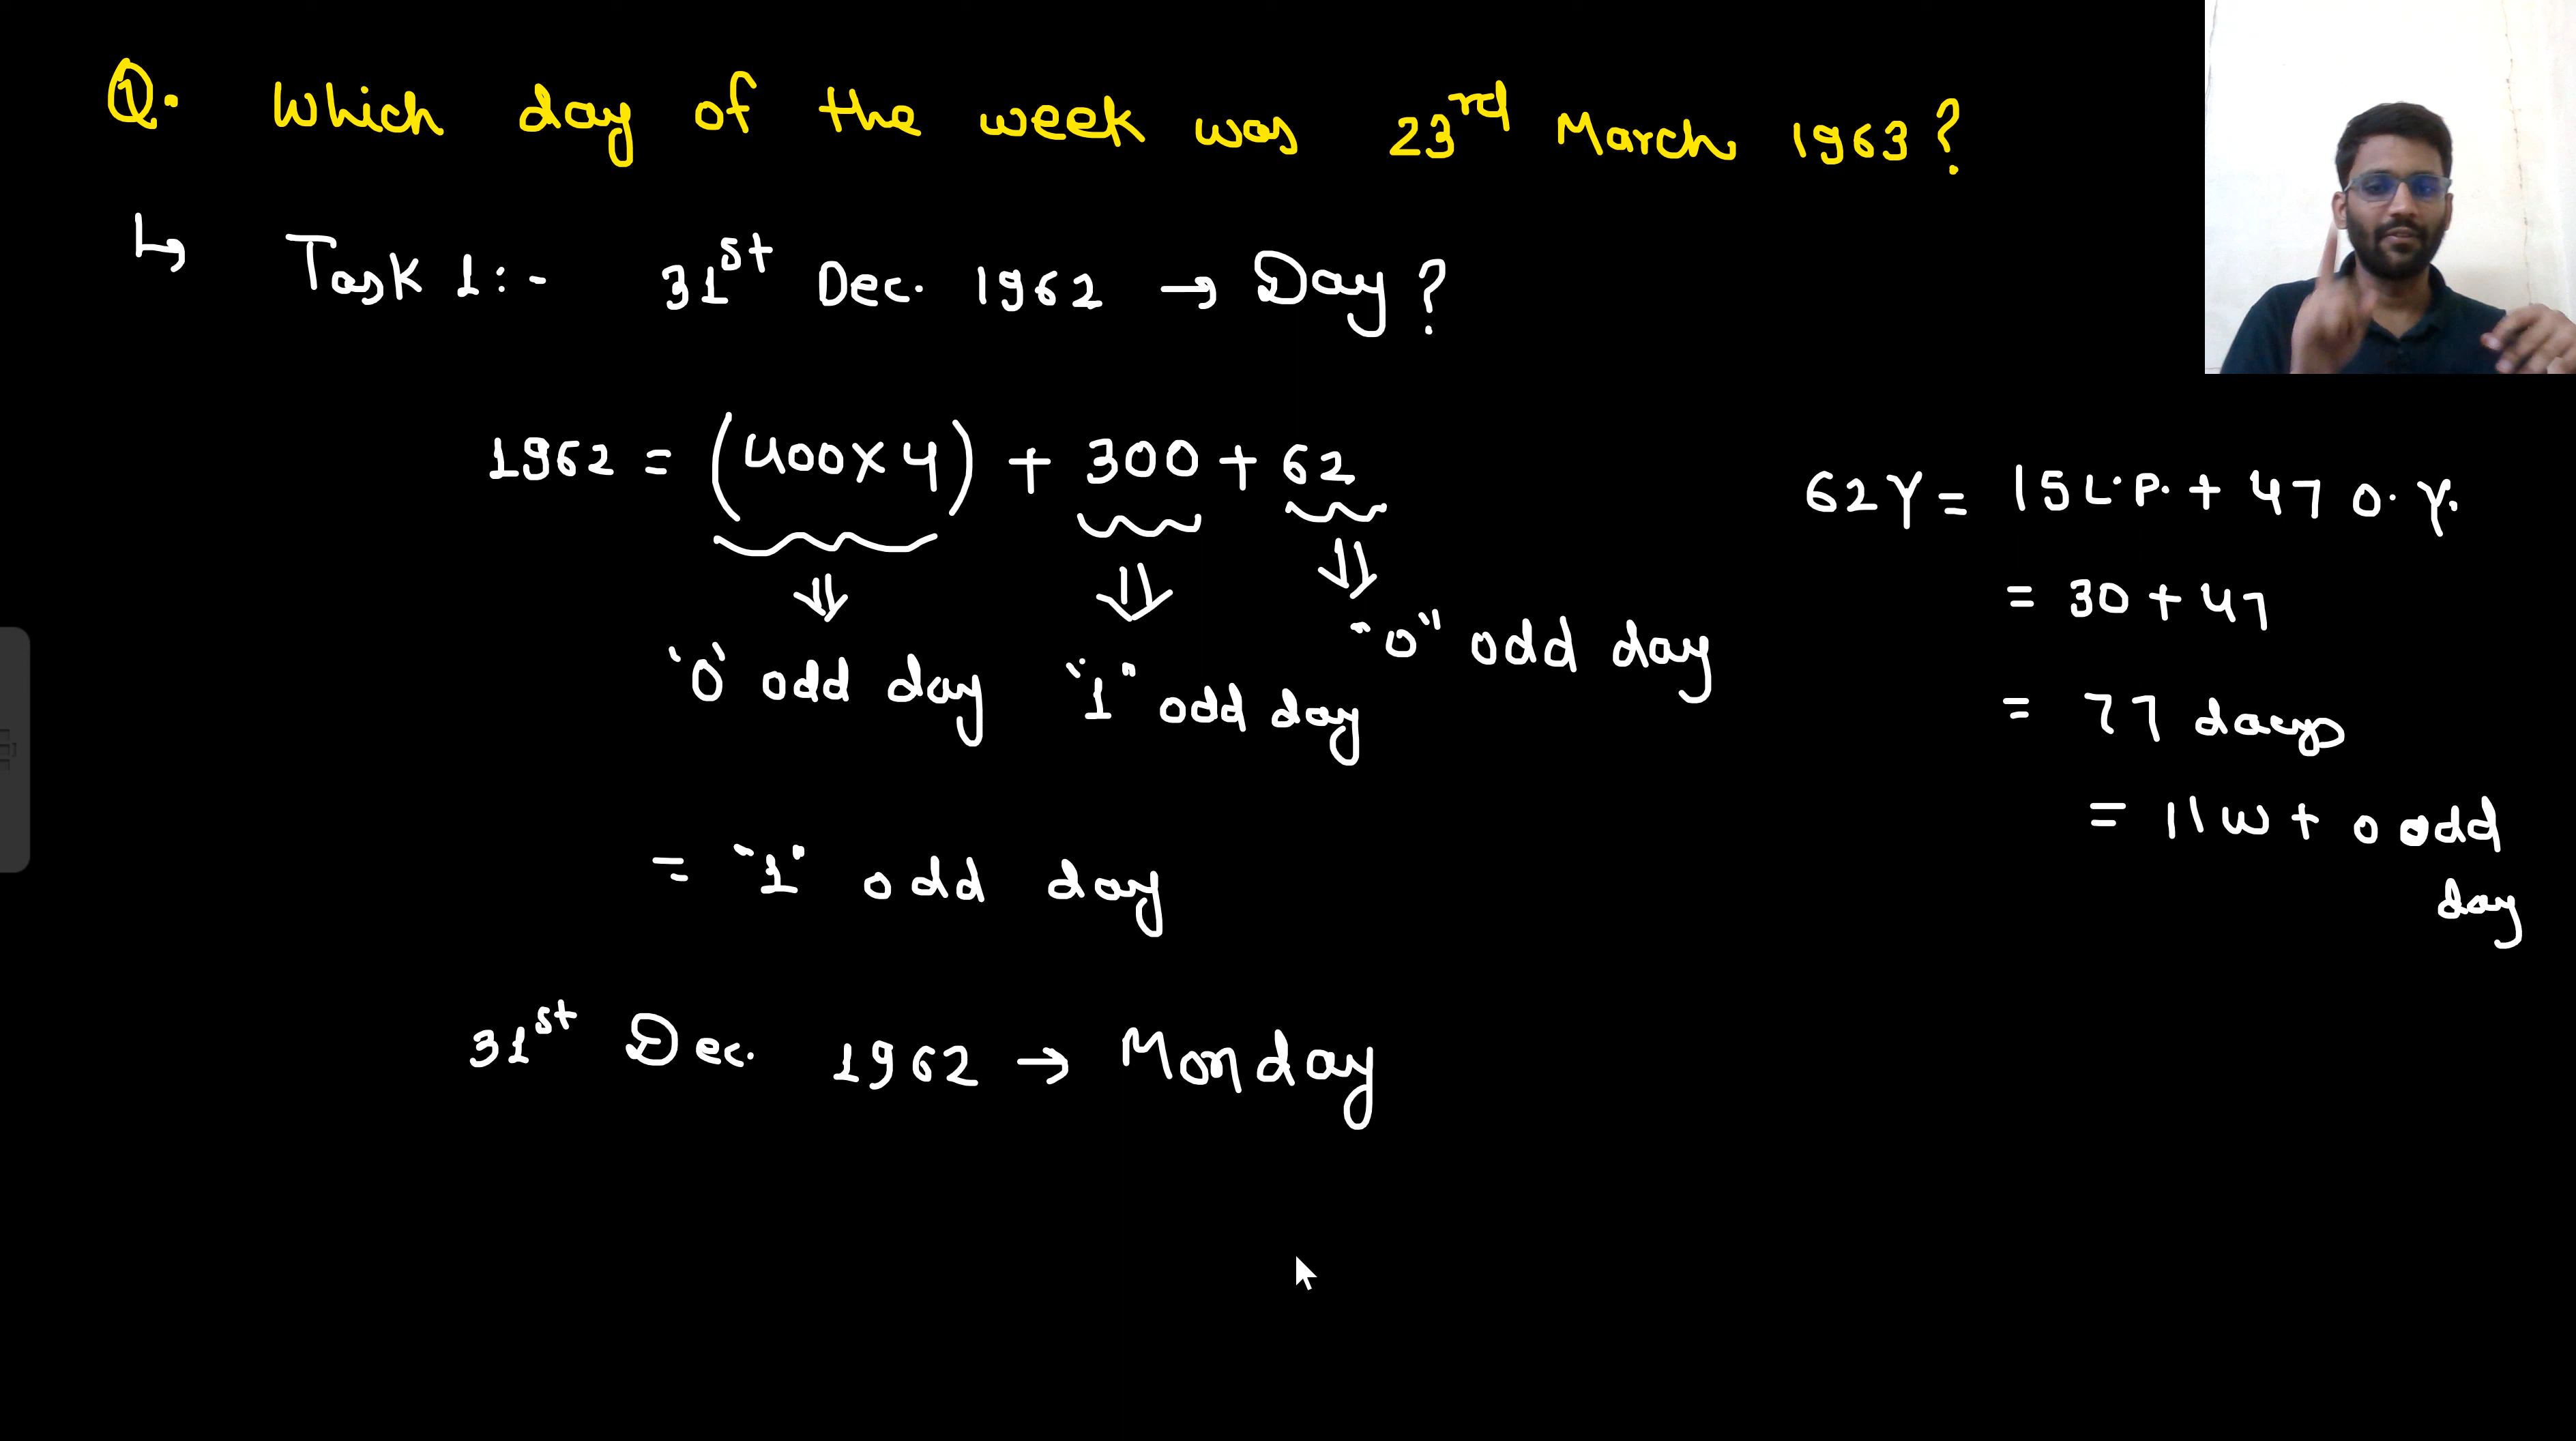 Q. Which day of the week was 23rd March 1963?
↳ Task 1:- 31st Dec. 1962 → Day?
1962 = (400×4) + 300 + 62
'0' odd day "1" odd day "0" odd day
= "1" odd day
31st Dec. 1962 → Monday
62Y = 15 L.P. + 47 O.Y.
= 30 + 47
= 77 days
= 11W + 0 odd
day